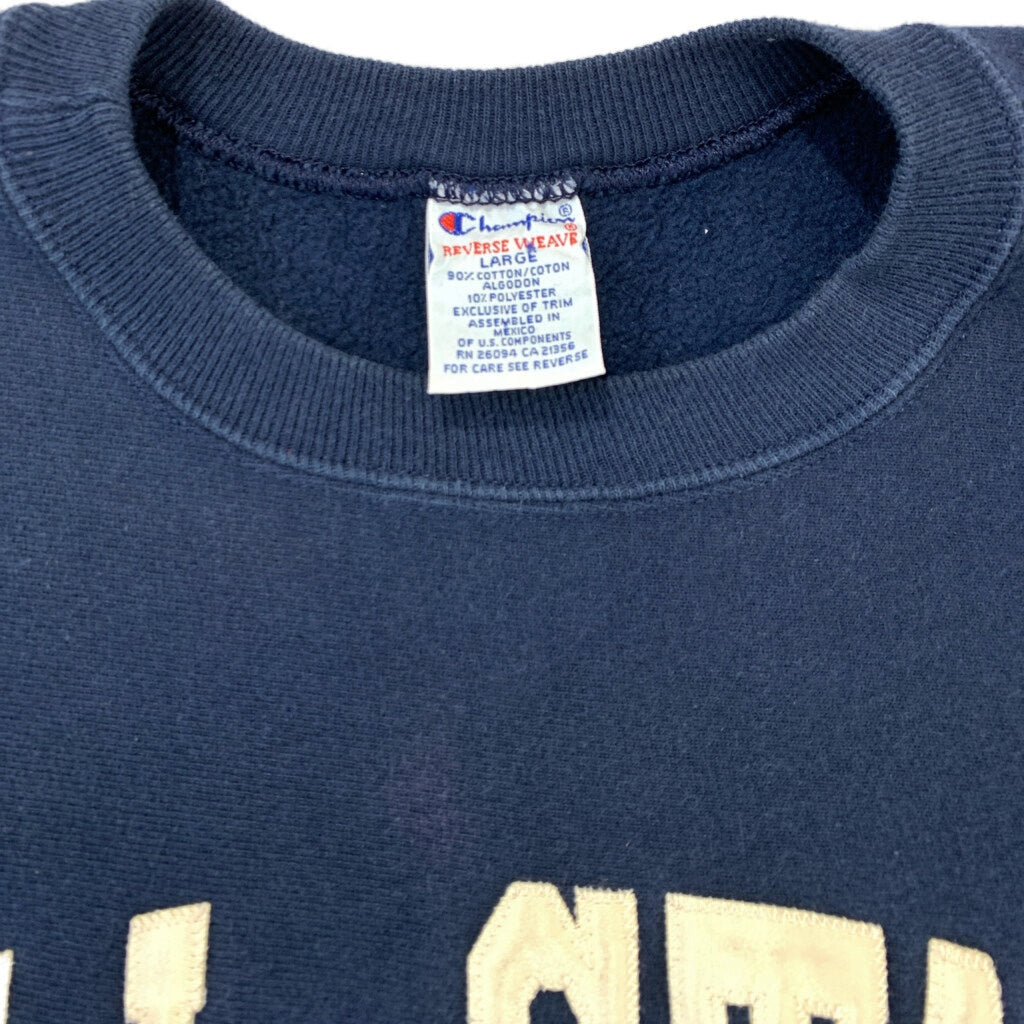 Champion®
REVERSE WEAVE®
LARGE
90% COTTON/COTON
ALGODON
10% POLYESTER
EXCLUSIVE OF TRIM
ASSEMBLED IN
MEXICO
OF U.S. COMPONENTS
RN 26094 CA 21356
FOR CARE SEE REVERSE